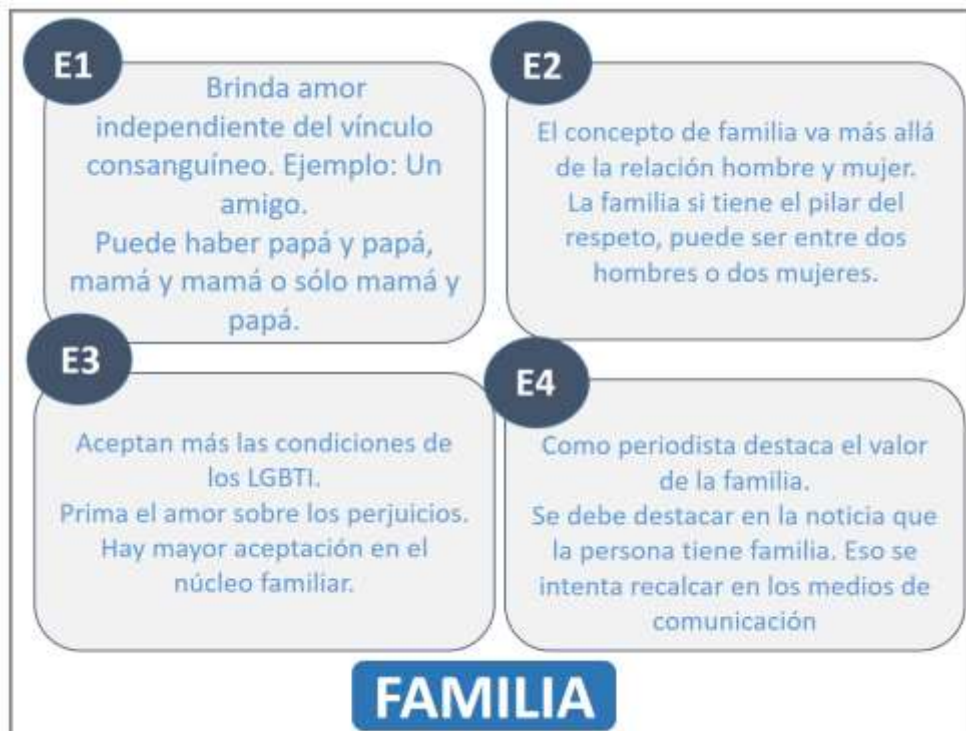 E1
Brinda amor
independiente del vínculo
consanguíneo. Ejemplo: Un
amigo.
Puede haber papá y papá,
mamá y mamá o sólo mamá y
papá.
E2
El concepto de familia va más allá
de la relación hombre y mujer.
La familia si tiene el pilar del
respeto, puede ser entre dos
hombres o dos mujeres.
E3
Aceptan más las condiciones de
los LGBTI.
Prima el amor sobre los perjuicios.
Hay mayor aceptación en el
núcleo familiar.
E4
Como periodista destaca el valor
de la familia.
Se debe destacar en la noticia que
la persona tiene familia. Eso se
intenta recalcar en los medios de
comunicación
FAMILIA